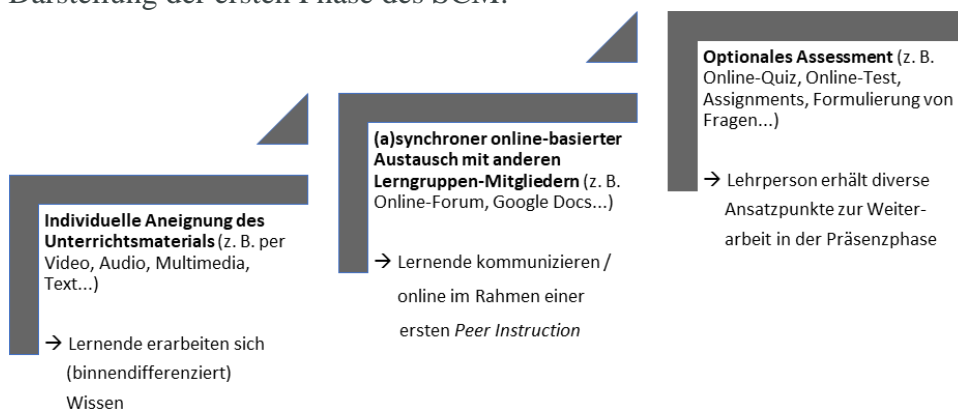 Darstellung der ersten Phase des SCM:
Individuelle Aneignung des
Unterrichtsmaterials (z. B. per
Video, Audio, Multimedia,
Text...)
→ Lernende erarbeiten sich
(binnendifferenziert)
Wissen
(a)synchroner online-basierter
Austausch mit anderen
Lerngruppen-Mitgliedern (z. B.
Online-Forum, Google Docs...)
→ Lernende kommunizieren /
online im Rahmen einer
ersten Peer Instruction
Optionales Assessment (z. B.
Online-Quiz, Online-Test,
Assignments, Formulierung von
Fragen...)
→ Lehrperson erhält diverse
Ansatzpunkte zur Weiter-
arbeit in der Präsenzphase